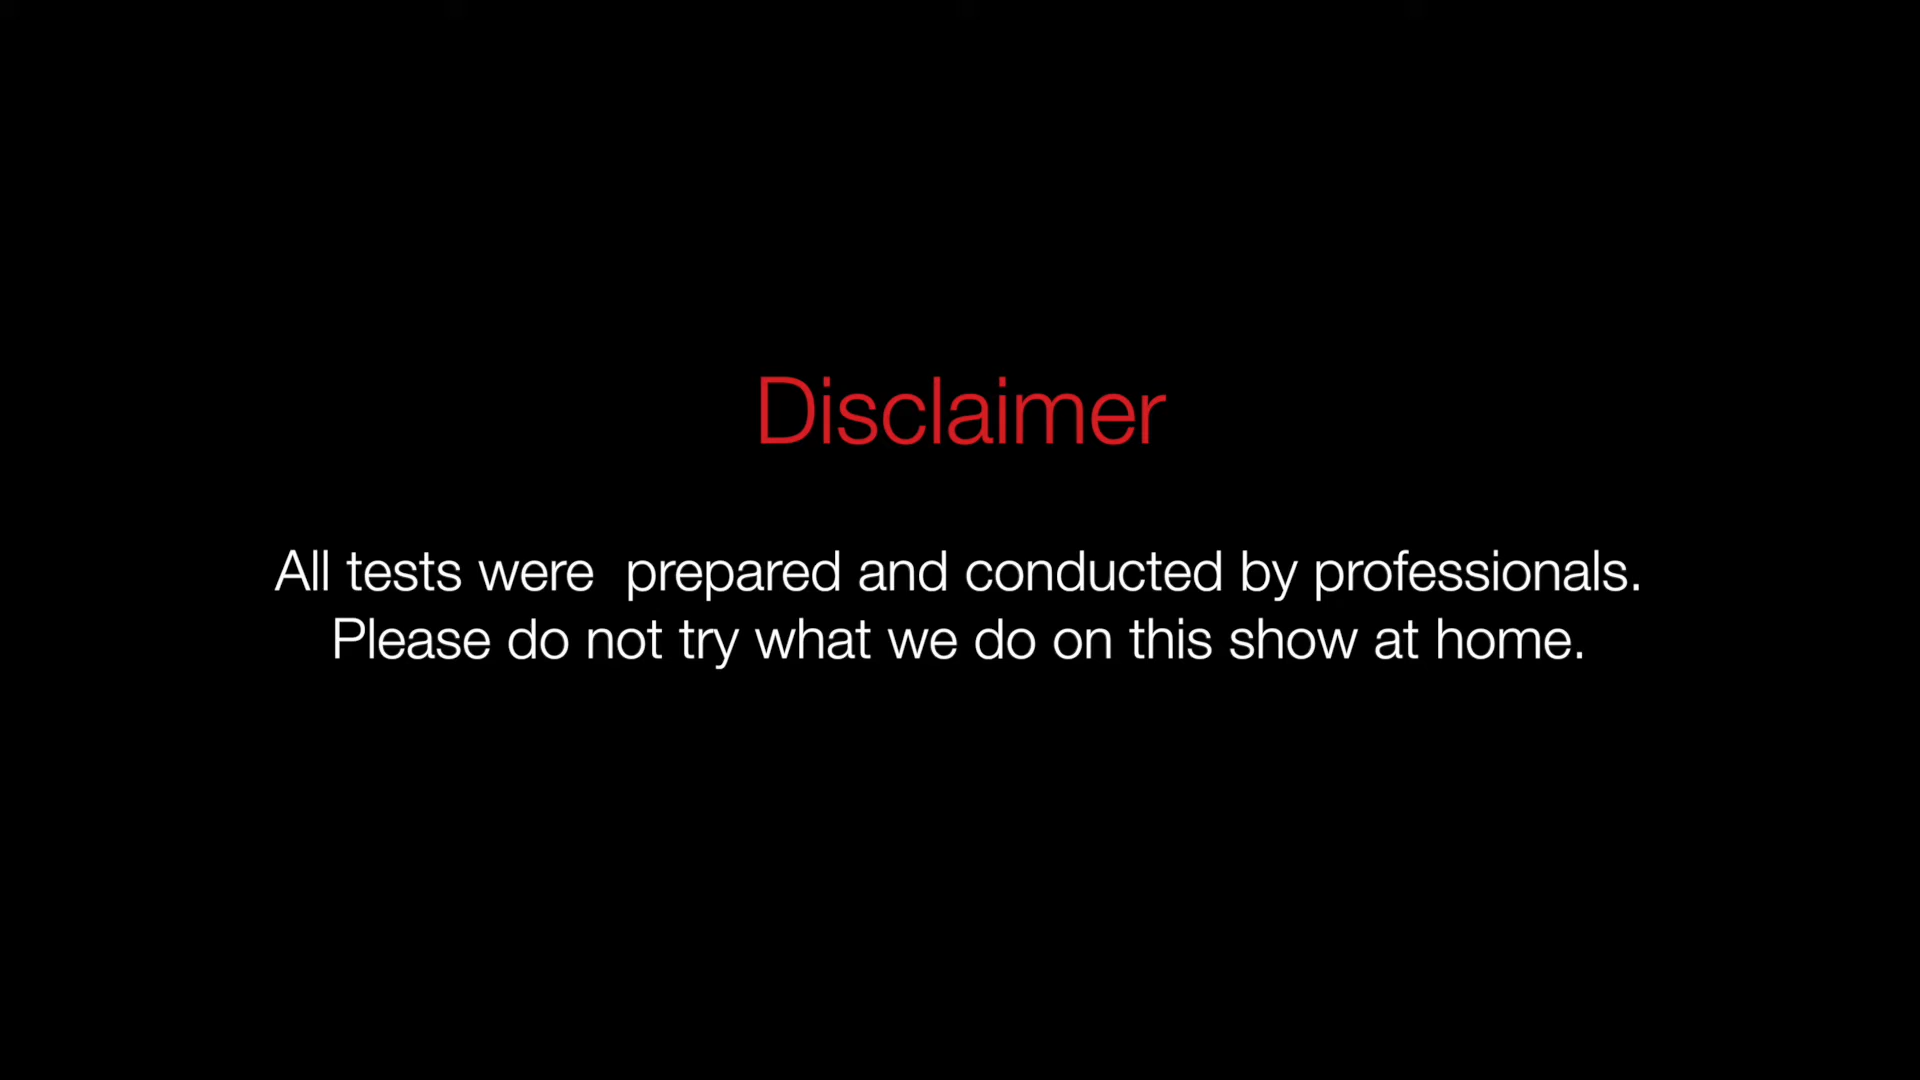 Disclaimer
All tests were  prepared and conducted by professionals.
Please do not try what we do on this show at home.